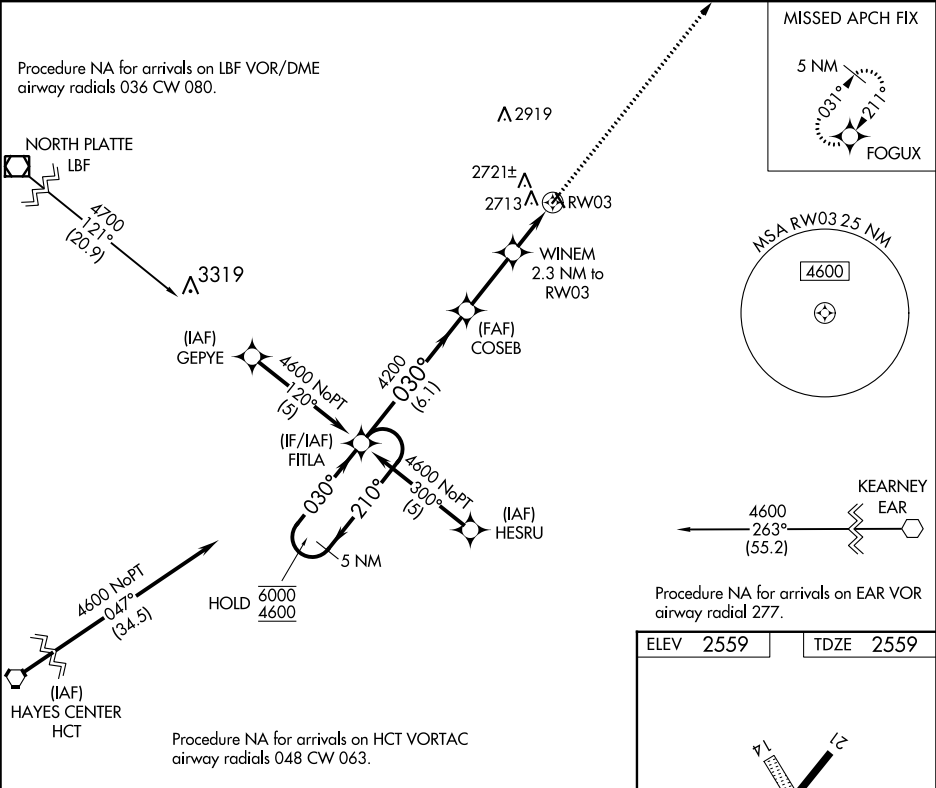 MISSED APCH FIX
5 NM
031°
211°
FOGUX
Procedure NA for arrivals on LBF VOR/DME
airway radials 036 CW 080.
NORTH PLATTE
LBF
4700
121°
(20.9)
3319
2919
2721±
2713
RW03
WINEM
2.3 NM to
RW03
(FAF)
COSEB
MSA RW03 25 NM
4600
(IAF)
GEPYE
4600 NoPT
120°
(5)
4200
030°
(6.1)
(IF/IAF)
FITLA
030°
210°
4600 NoPT
300°
(5)
(IAF)
HESRU
5 NM
HOLD
6000
4600
KEARNEY
EAR
4600
263°
(55.2)
Procedure NA for arrivals on EAR VOR
airway radial 277.
4600 NoPT
047°
(34.5)
(IAF)
HAYES CENTER
HCT
Procedure NA for arrivals on HCT VORTAC
airway radials 048 CW 063.
ELEV 2559
TDZE 2559
14
21